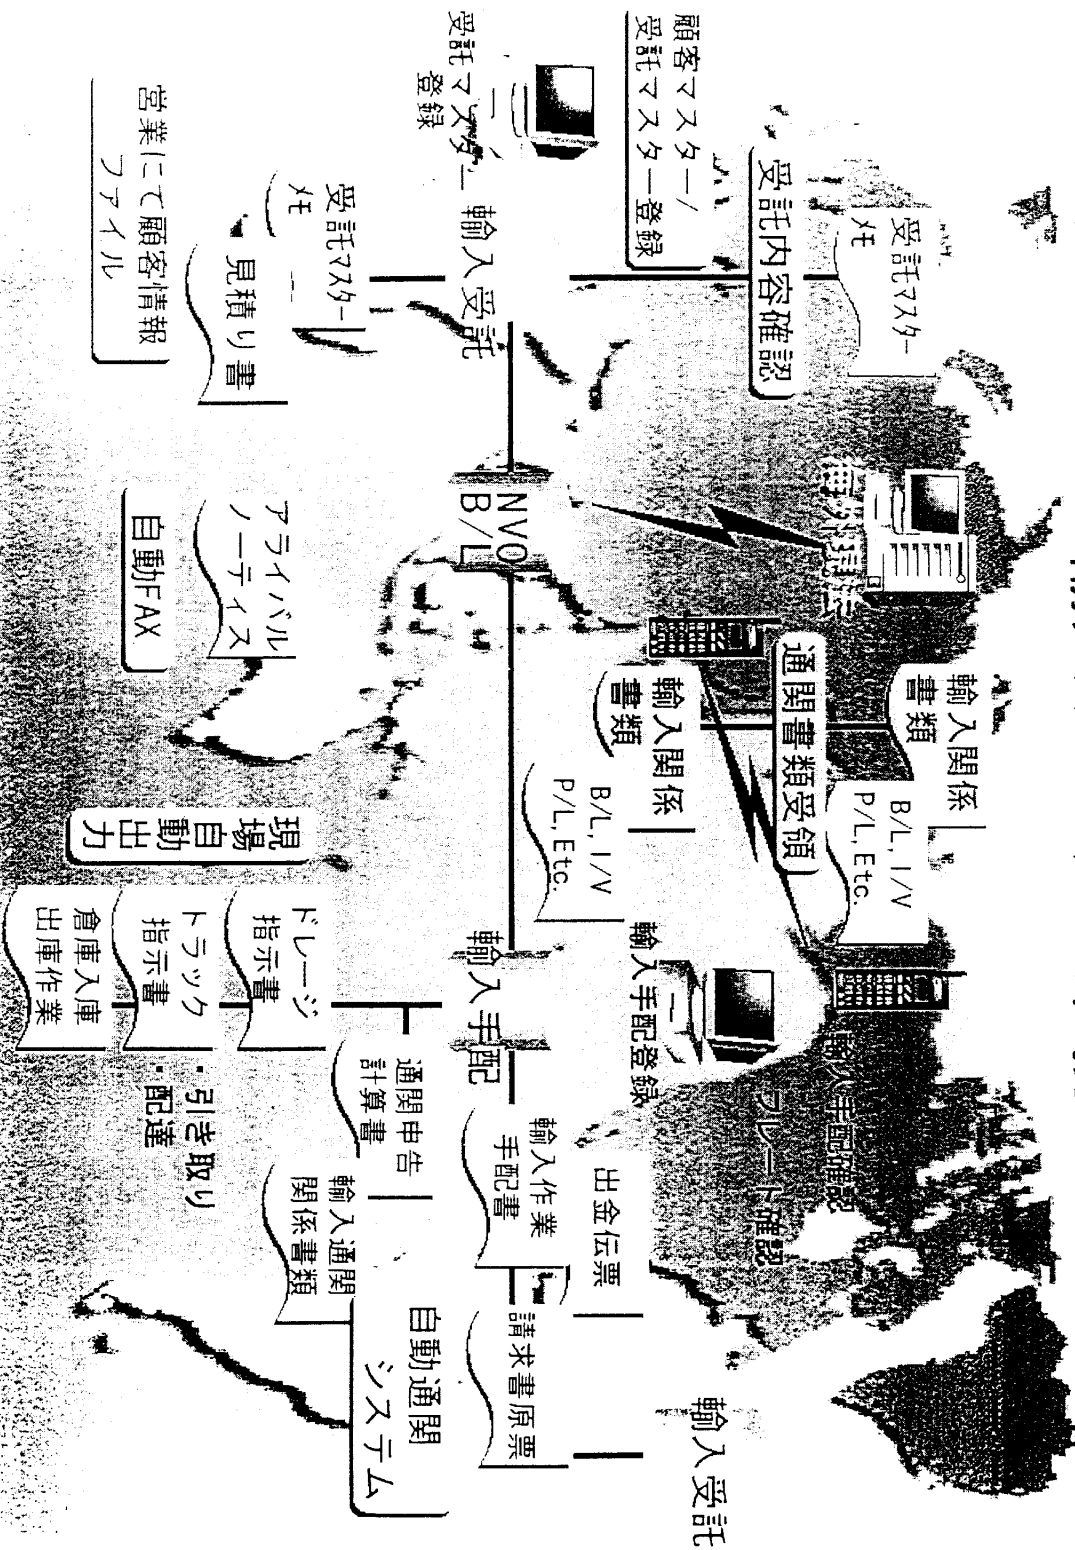 受託マスター
メモ
輸入関係
書類
B/L, I/V
P/L, Etc.
受託内容確認
通関書類受領
輸入手配確認
顧客マスター/
受託マスター登録
輸入関係
書類
B/L, I/V
P/L, Etc.
輸入手配登録
出金伝票
輸入受託
受託マスター
登録
輸入受託
NVO
B/L
輸入手配
輸入作業
手配書
請求書原票
受託マスター
メモ
見積り書
営業にて顧客情報
ファイル
アライバル
ノーティス
自動FAX
現場
自動
出力
ドレージ
指示書
トラック
指示書
倉庫入庫
出庫作業
・引き取り
・配達
通関申告
計算書
輸入通関
関係書類
自動通関
システム